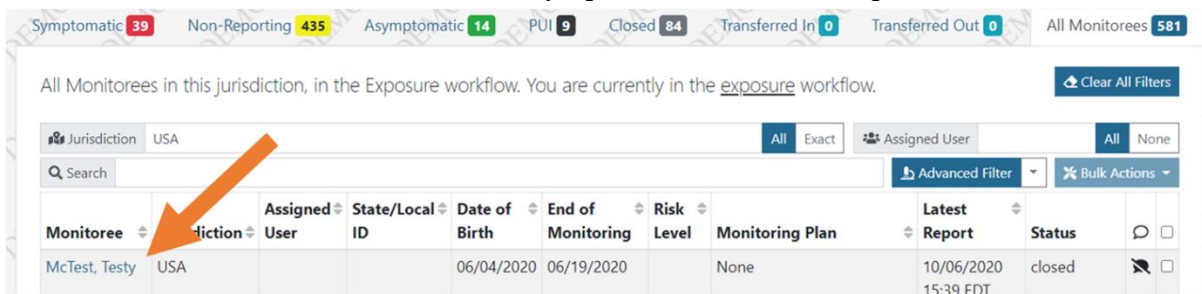 Symptomatic 39 Non-Reporting 435 Asymptomatic 14 PUI 9 Closed 84 Transferred In 0 Transferred Out 0 All Monitorees 581
All Monitorees in this jurisdiction, in the Exposure workflow. You are currently in the exposure workflow.
Clear All Filters
Jurisdiction USA All Exact Assigned User All None
Search Advanced Filter Bulk Actions
Assigned State/Local Date of End of Risk Latest
Monitoree diction User ID Birth Monitoring Level Monitoring Plan Report Status
McTest, Testy USA 06/04/2020 06/19/2020 None 10/06/2020 closed
15:39 EDT